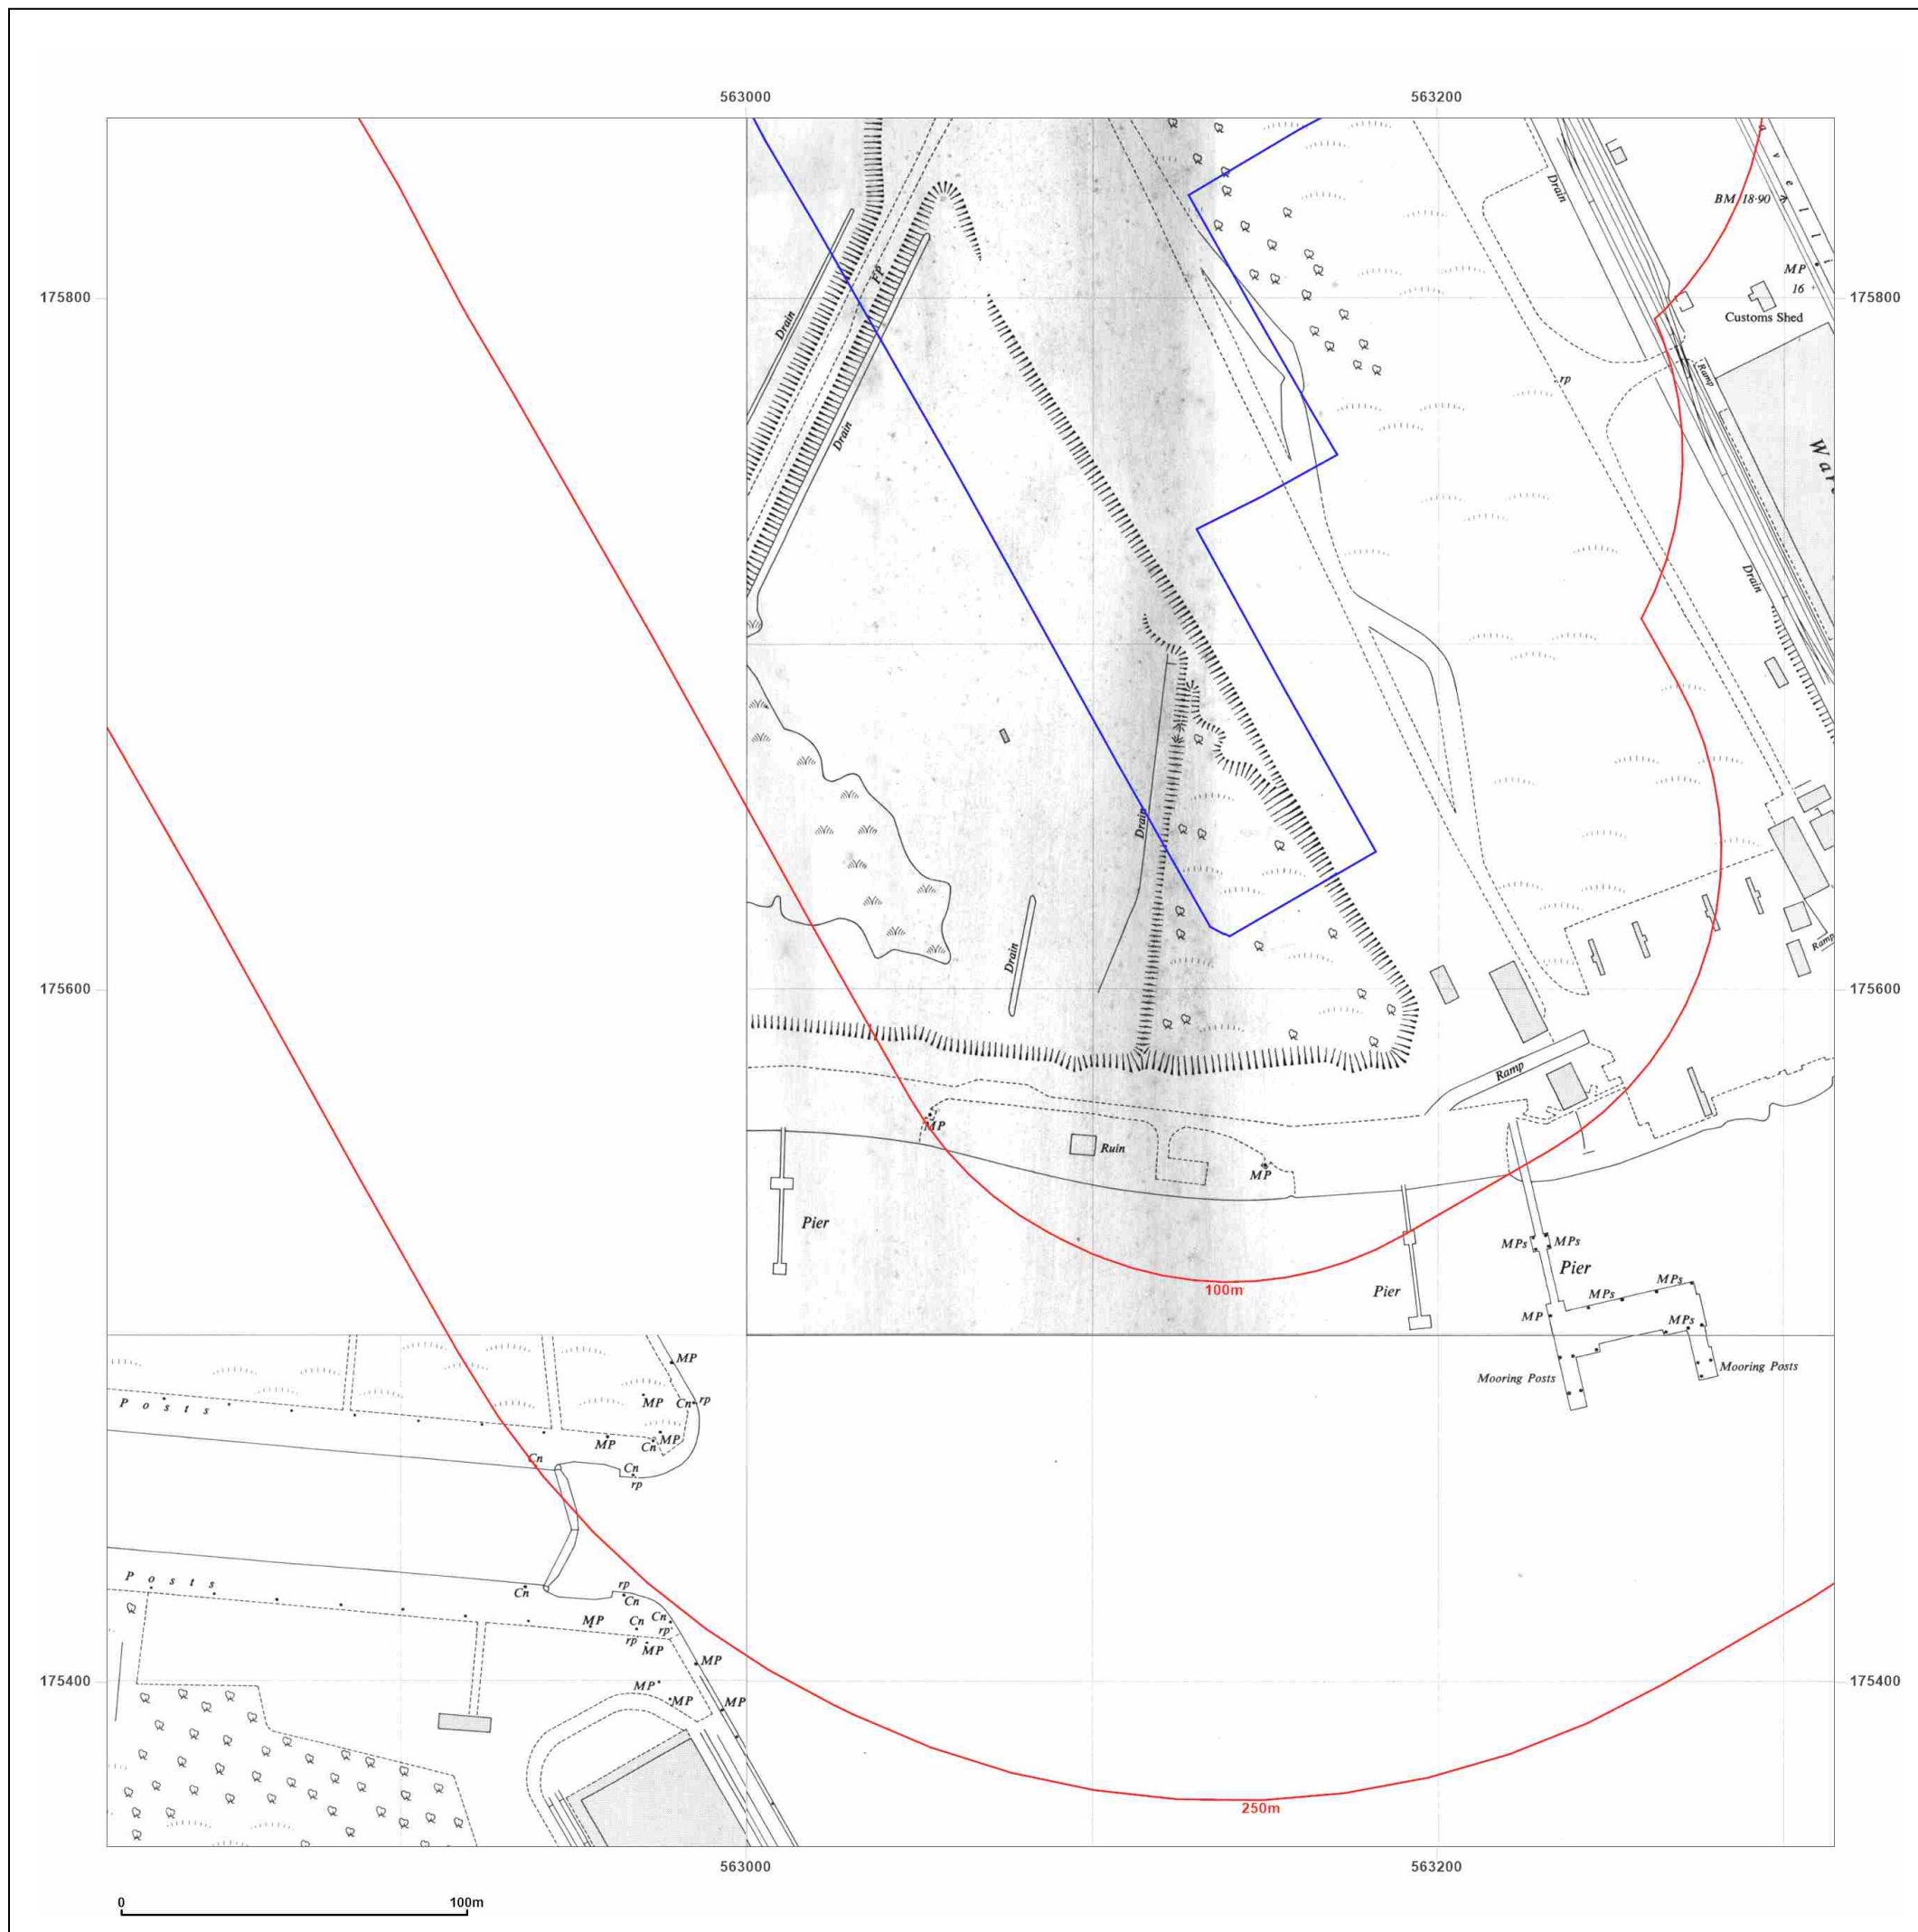 563000
563200
Drain
BM 18·90
MP
16 +
Customs Shed
175800
175800
FP
Drain
Ramp
rp
Drain
Drain
Drain
Drain
175600
175600
Ramp
Ramp
MP
Ruin
MP
Pier
Pier
Pier
MPs
MPs
MPs
MPs
MPs
MP
100m
Mooring Posts
Mooring Posts
MP
MP
Cn
rp
Posts
MP
Cn
MP
Cn
Cn
rp
Posts
Cn
rp
Cn
MP
Cn
Cn
rp
rp
MP
MP
MP
MP
MP
175400
175400
250m
563000
563200
0
100m